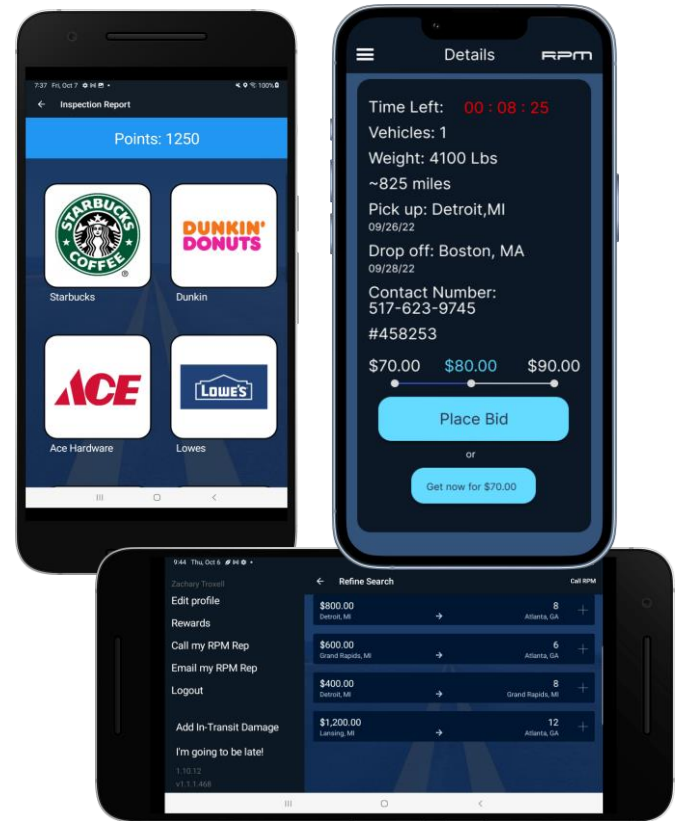 7:37 Fri, Oct 7
100%
Inspection Report
Points: 1250
STARBUCKS
COFFEE
Starbucks
DUNKIN'
DONUTS
Dunkin
ACE
Ace Hardware
LOWE'S
Lowes
Details
RPM
Time Left: 00 : 08 : 25
Vehicles: 1
Weight: 4100 Lbs
~825 miles
Pick up: Detroit,MI
09/26/22
Drop off: Boston, MA
09/28/22
Contact Number:
517-623-9745
#458253
$70.00 $80.00 $90.00
Place Bid
or
Get now for $70.00
9:44 Thu, Oct 6
Zachary Troxell
Edit profile
Rewards
Call my RPM Rep
Email my RPM Rep
Logout
Add In-Transit Damage
I'm going to be late!
1.10.12
v1.1.1.468
Refine Search
Call RPM
$800.00 8
Detroit, MI → Atlanta, GA
$600.00 6
Grand Rapids, MI → Atlanta, GA
$400.00 8
Detroit, MI → Grand Rapids, MI
$1,200.00 12
Lansing, MI → Atlanta, GA